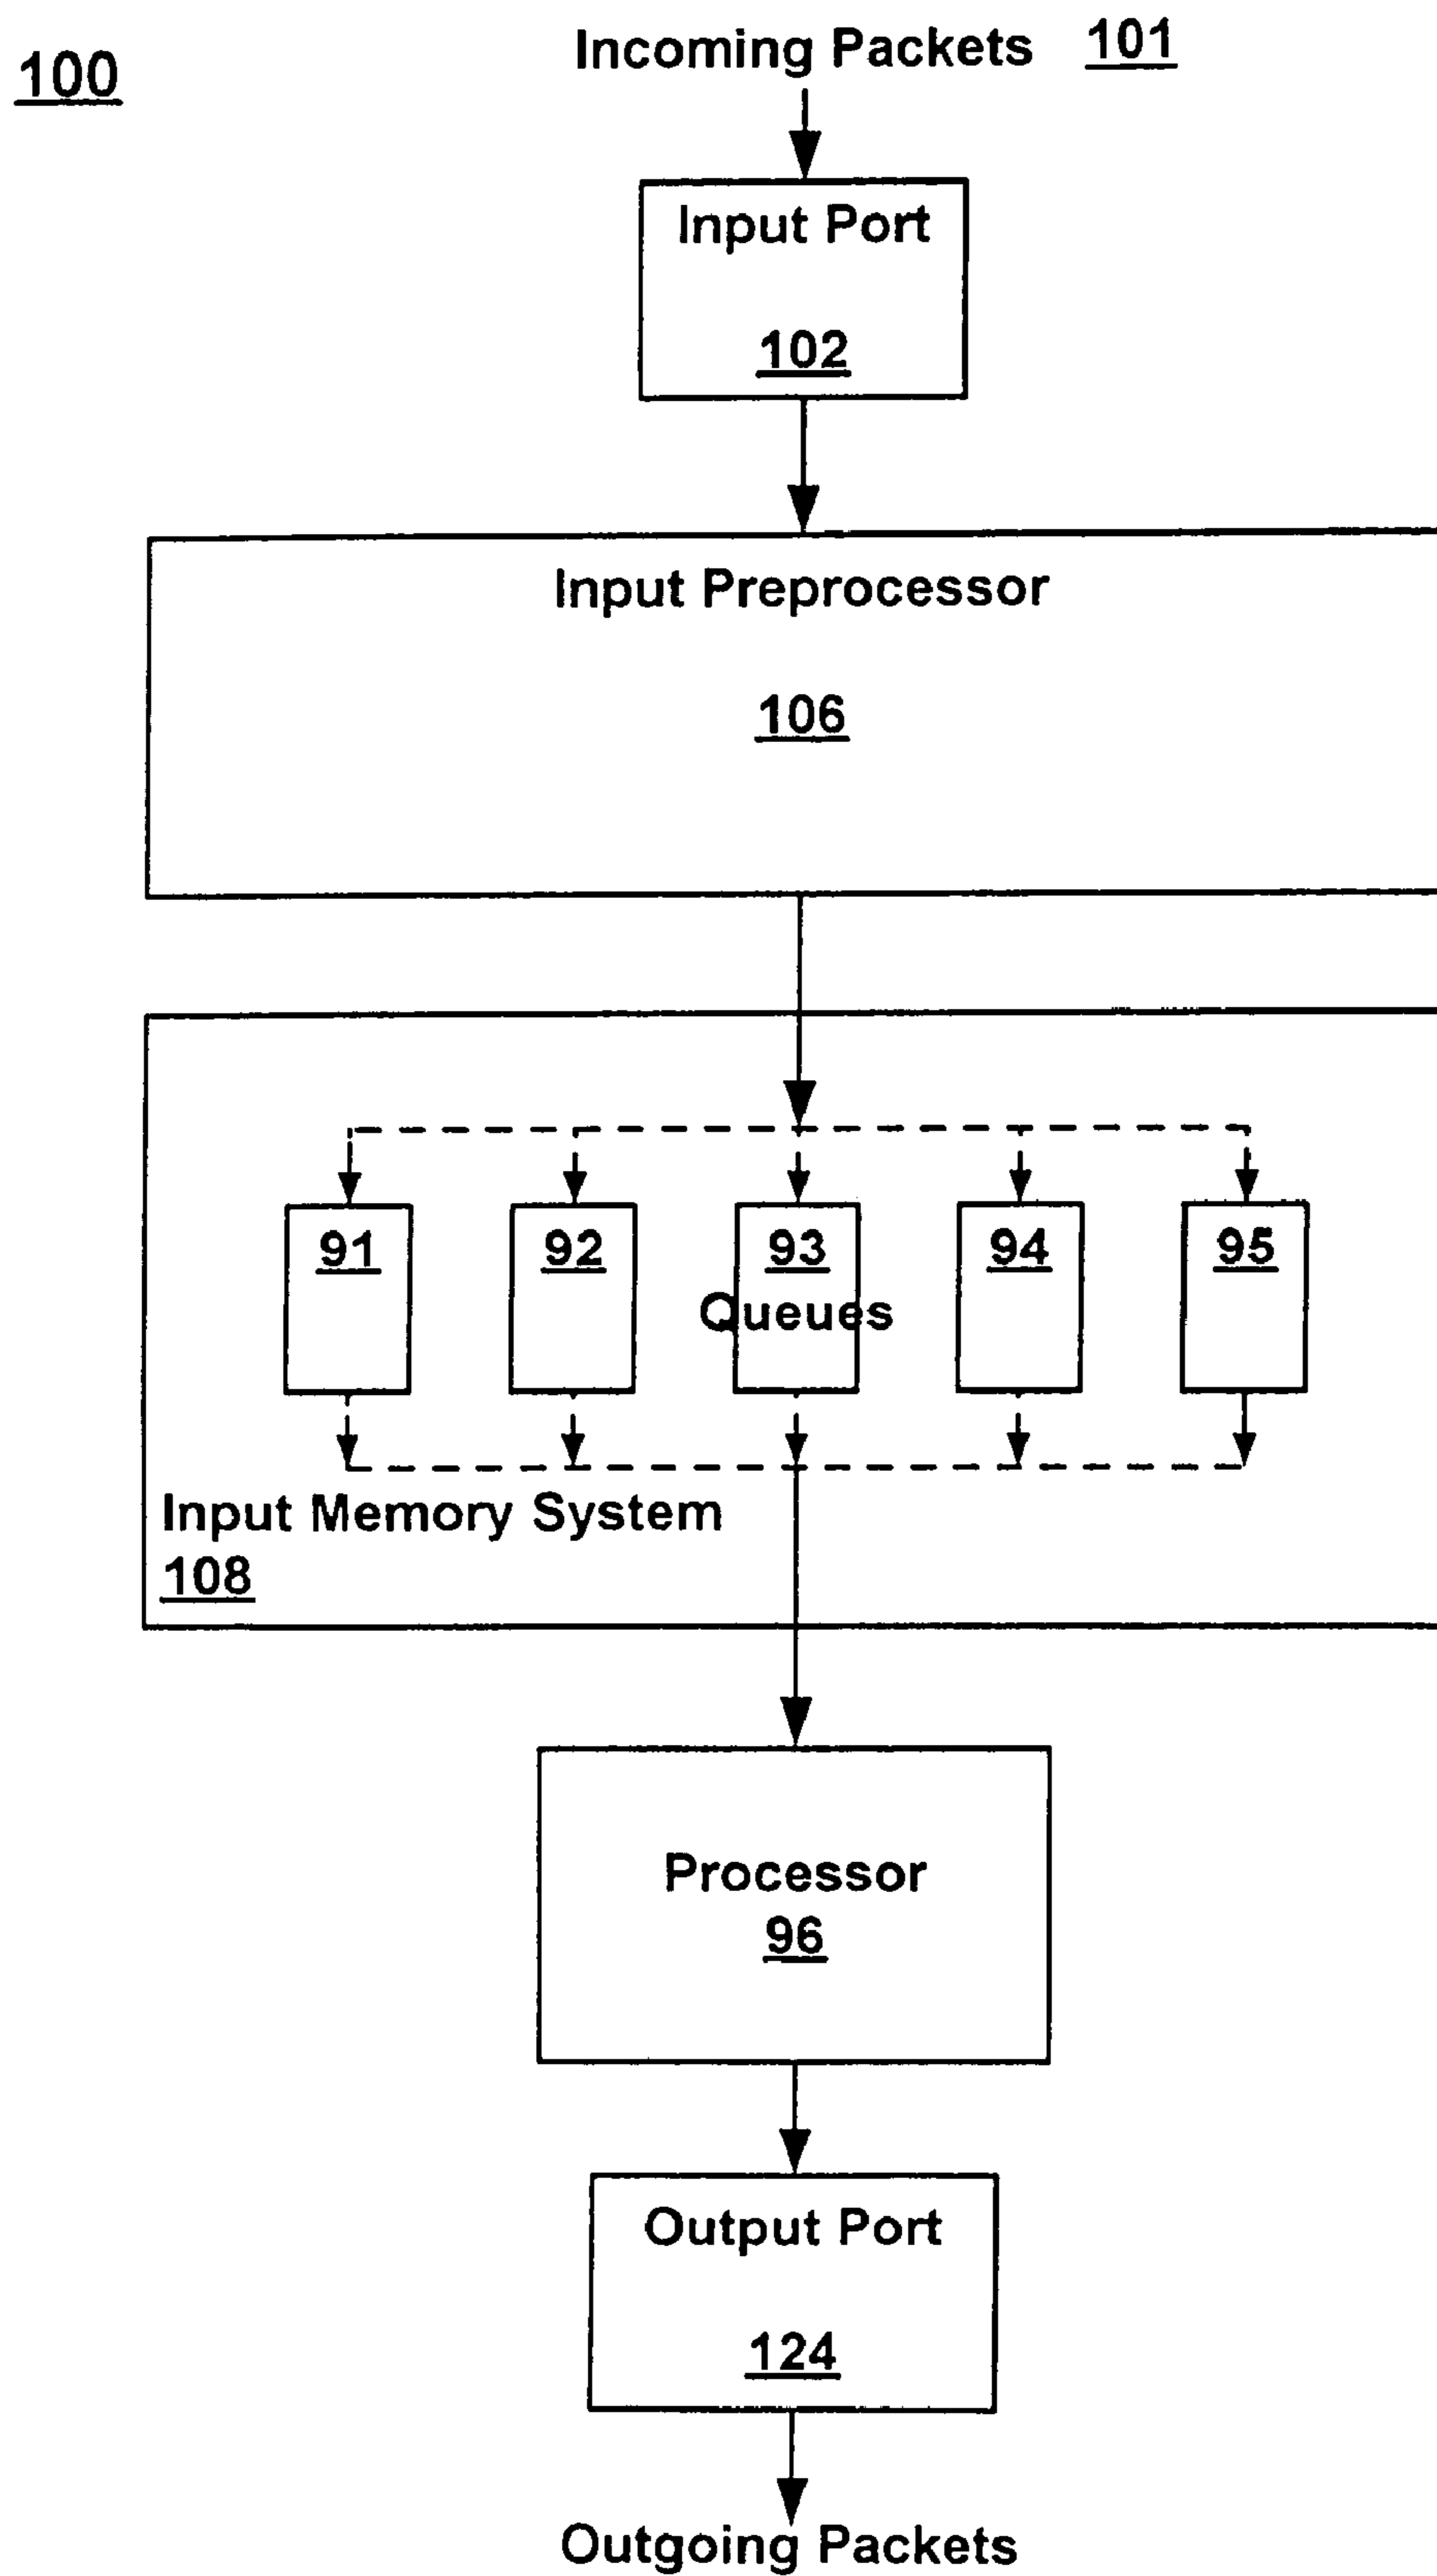 100
Incoming Packets 101
Input Port
102
Input Preprocessor
106
91 92 93 94 95
Queues
Input Memory System
108
Processor
96
Output Port
124
Outgoing Packets